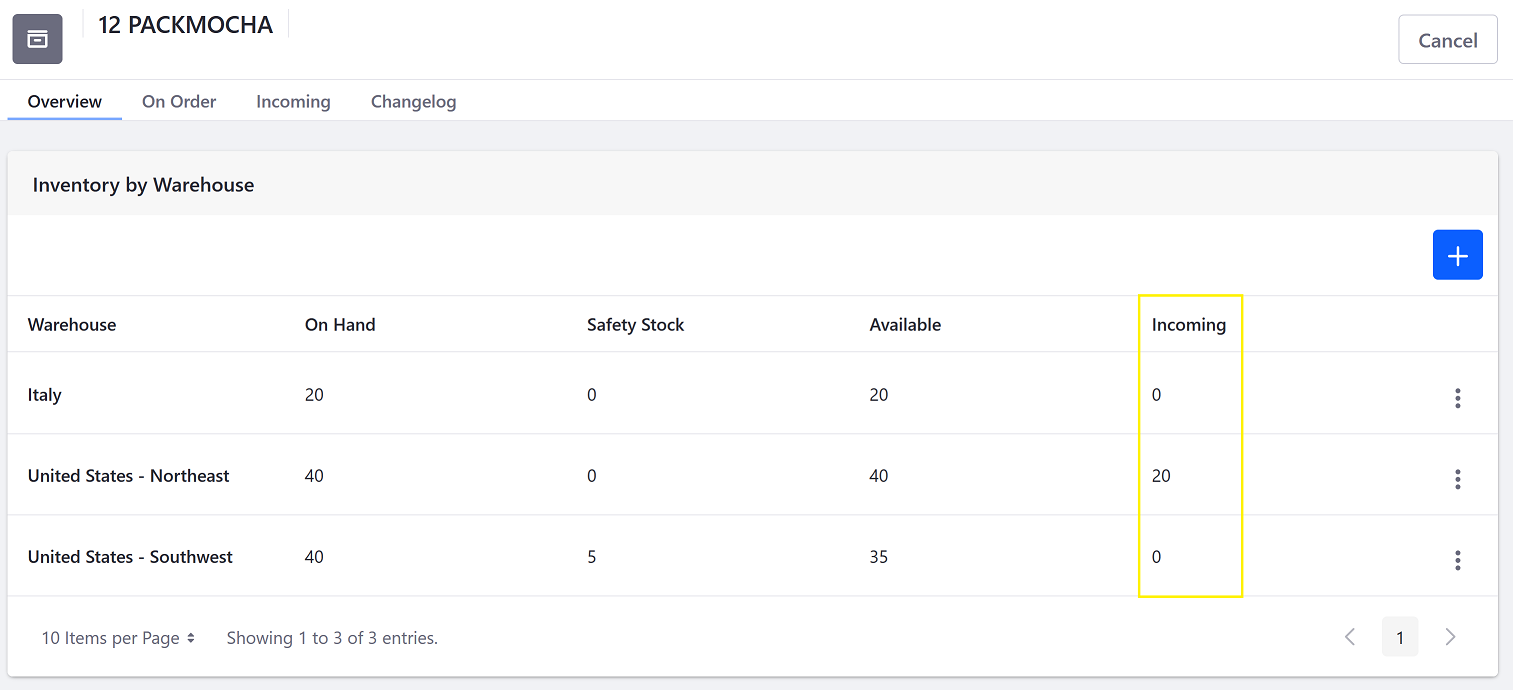 12 PACKMOCHA
Cancel
Overview On Order Incoming Changelog
Inventory by Warehouse
Warehouse On Hand Safety Stock Available Incoming
Italy 20 0 20 0
United States - Northeast 40 0 40 20
United States - Southwest 40 5 35 0
10 Items per Page Showing 1 to 3 of 3 entries. 1